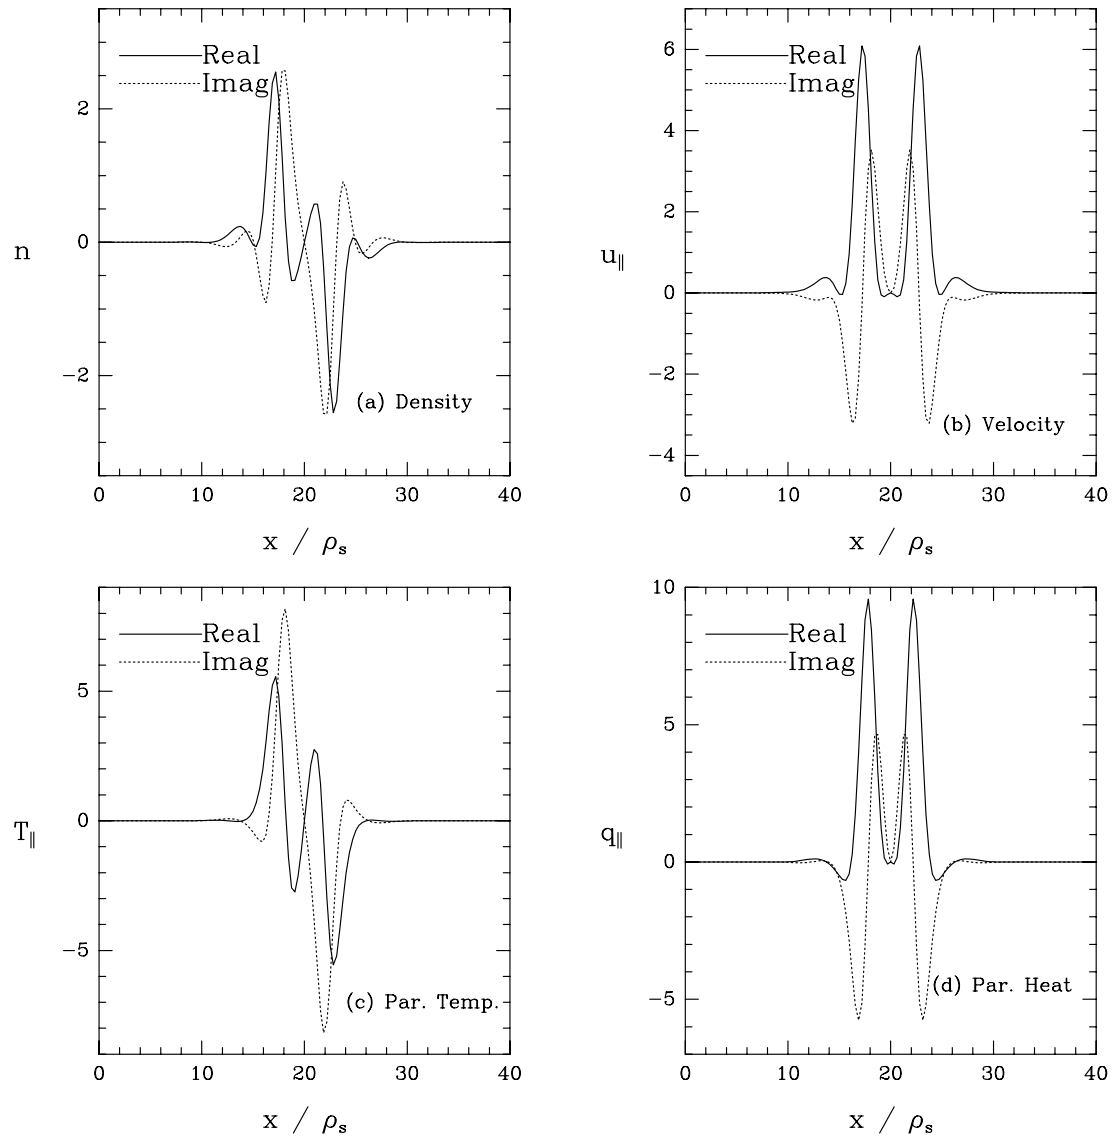 Real
Imag
2
0
−2
n
(a) Density
0 10 20 30 40
x / ρₛ
Real
Imag
6
4
2
0
−2
−4
u∥
(b) Velocity
0 10 20 30 40
x / ρₛ
Real
Imag
5
0
−5
T∥
(c) Par. Temp.
0 10 20 30 40
x / ρₛ
10
Real
Imag
5
0
−5
q∥
(d) Par. Heat
0 10 20 30 40
x / ρₛ